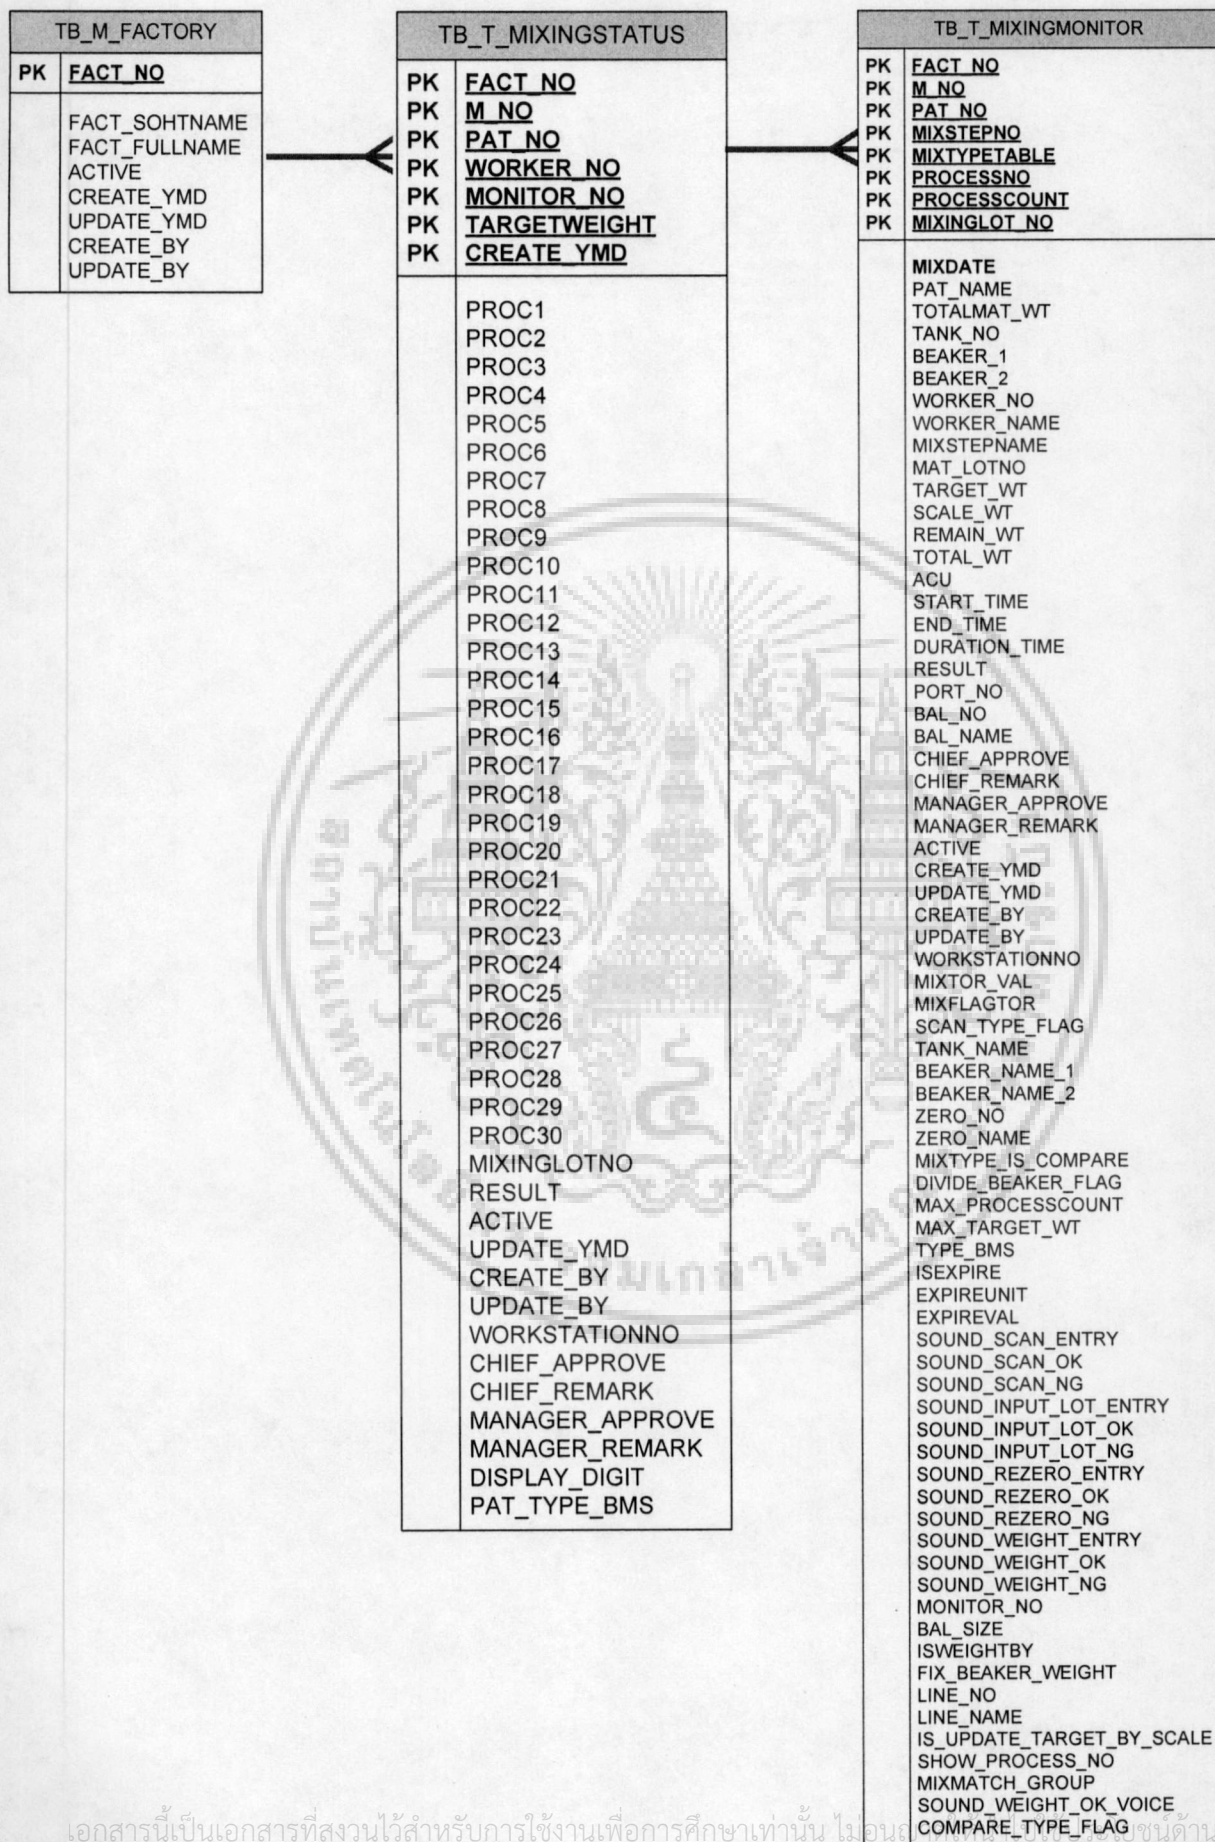 TB_M_FACTORY
PK FACT_NO
FACT_SOHTNAME
FACT_FULLNAME
ACTIVE
CREATE_YMD
UPDATE_YMD
CREATE_BY
UPDATE_BY
TB_T_MIXINGSTATUS
PK FACT_NO
PK M_NO
PK PAT_NO
PK WORKER_NO
PK MONITOR_NO
PK TARGETWEIGHT
PK CREATE_YMD
PROC1
PROC2
PROC3
PROC4
PROC5
PROC6
PROC7
PROC8
PROC9
PROC10
PROC11
PROC12
PROC13
PROC14
PROC15
PROC16
PROC17
PROC18
PROC19
PROC20
PROC21
PROC22
PROC23
PROC24
PROC25
PROC26
PROC27
PROC28
PROC29
PROC30
MIXINGLOTNO
RESULT
ACTIVE
UPDATE_YMD
CREATE_BY
UPDATE_BY
WORKSTATIONNO
CHIEF_APPROVE
CHIEF_REMARK
MANAGER_APPROVE
MANAGER_REMARK
DISPLAY_DIGIT
PAT_TYPE_BMS
TB_T_MIXINGMONITOR
PK FACT_NO
PK M_NO
PK PAT_NO
PK MIXSTEPNO
PK MIXTYPETABLE
PK PROCESSNO
PK PROCESSCOUNT
PK MIXINGLOT_NO
MIXDATE
PAT_NAME
TOTALMAT_WT
TANK_NO
BEAKER_1
BEAKER_2
WORKER_NO
WORKER_NAME
MIXSTEPNAME
MAT_LOTNO
TARGET_WT
SCALE_WT
REMAIN_WT
TOTAL_WT
ACU
START_TIME
END_TIME
DURATION_TIME
RESULT
PORT_NO
BAL_NO
BAL_NAME
CHIEF_APPROVE
CHIEF_REMARK
MANAGER_APPROVE
MANAGER_REMARK
ACTIVE
CREATE_YMD
UPDATE_YMD
CREATE_BY
UPDATE_BY
WORKSTATIONNO
MIXTOR_VAL
MIXFLAGTOR
SCAN_TYPE_FLAG
TANK_NAME
BEAKER_NAME_1
BEAKER_NAME_2
ZERO_NO
ZERO_NAME
MIXTYPE_IS_COMPARE
DIVIDE_BEAKER_FLAG
MAX_PROCESSCOUNT
MAX_TARGET_WT
TYPE_BMS
ISEXPIRE
EXPIREUNIT
EXPIREVAL
SOUND_SCAN_ENTRY
SOUND_SCAN_OK
SOUND_SCAN_NG
SOUND_INPUT_LOT_ENTRY
SOUND_INPUT_LOT_OK
SOUND_INPUT_LOT_NG
SOUND_REZERO_ENTRY
SOUND_REZERO_OK
SOUND_REZERO_NG
SOUND_WEIGHT_ENTRY
SOUND_WEIGHT_OK
SOUND_WEIGHT_NG
MONITOR_NO
BAL_SIZE
ISWEIGHTBY
FIX_BEAKER_WEIGHT
LINE_NO
LINE_NAME
IS_UPDATE_TARGET_BY_SCALE
SHOW_PROCESS_NO
MIXMATCH_GROUP
SOUND_WEIGHT_OK_VOICE
COMPARE_TYPE_FLAG
เอกสารนี้เป็นเอกสารที่สงวนไว้สำหรับการใช้งานเพื่อการศึกษาเท่านั้น